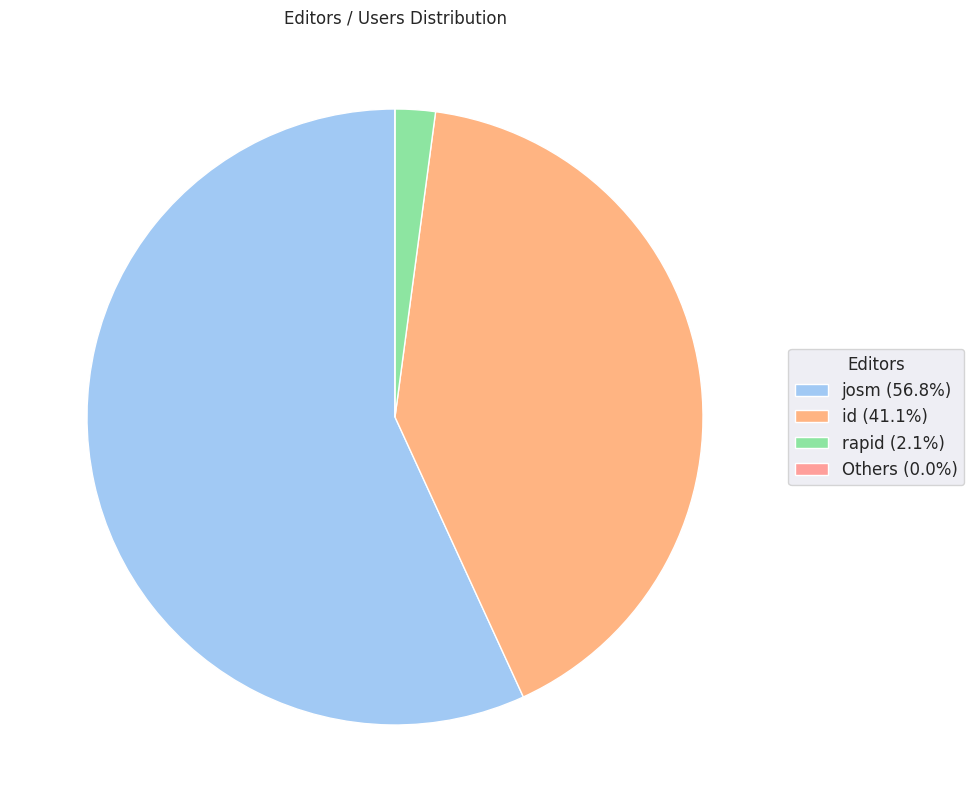 Editors / Users Distribution
Editors
josm (56.8%)
id (41.1%)
rapid (2.1%)
Others (0.0%)